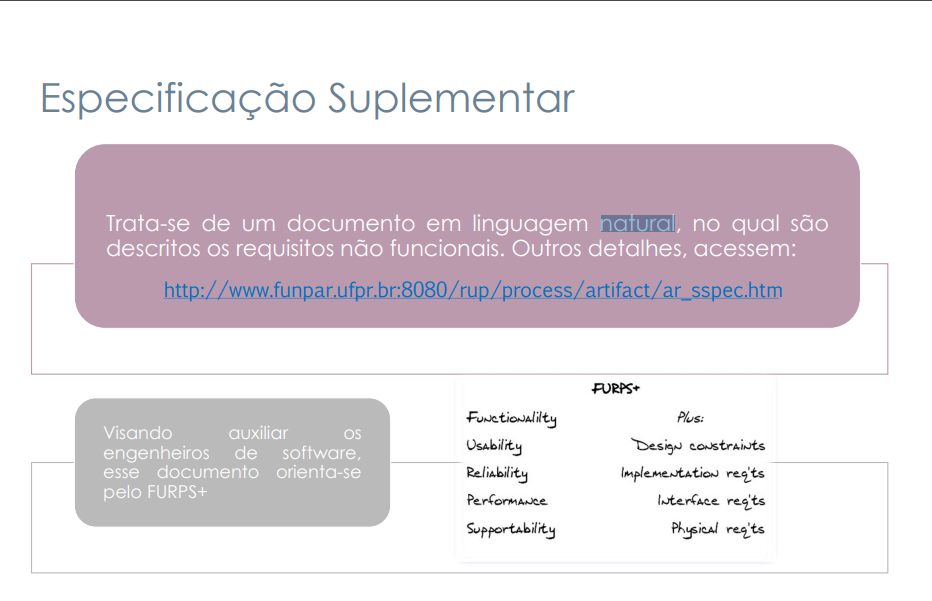 Especificação Suplementar
Trata-se de um documento em linguagem natural, no qual são
descritos os requisitos não funcionais. Outros detalhes, acessem:
http://www.funpar.ufpr.br:8080/rup/process/artifact/ar_sspec.htm
Visando auxiliar os
engenheiros de software,
esse documento orienta-se
pelo FURPS+
FURPS+
Functionalilty
Plus:
Usability
Design constraints
Reliability
Implementation req'ts
Performance
Interface req'ts
Supportability
Physical req'ts